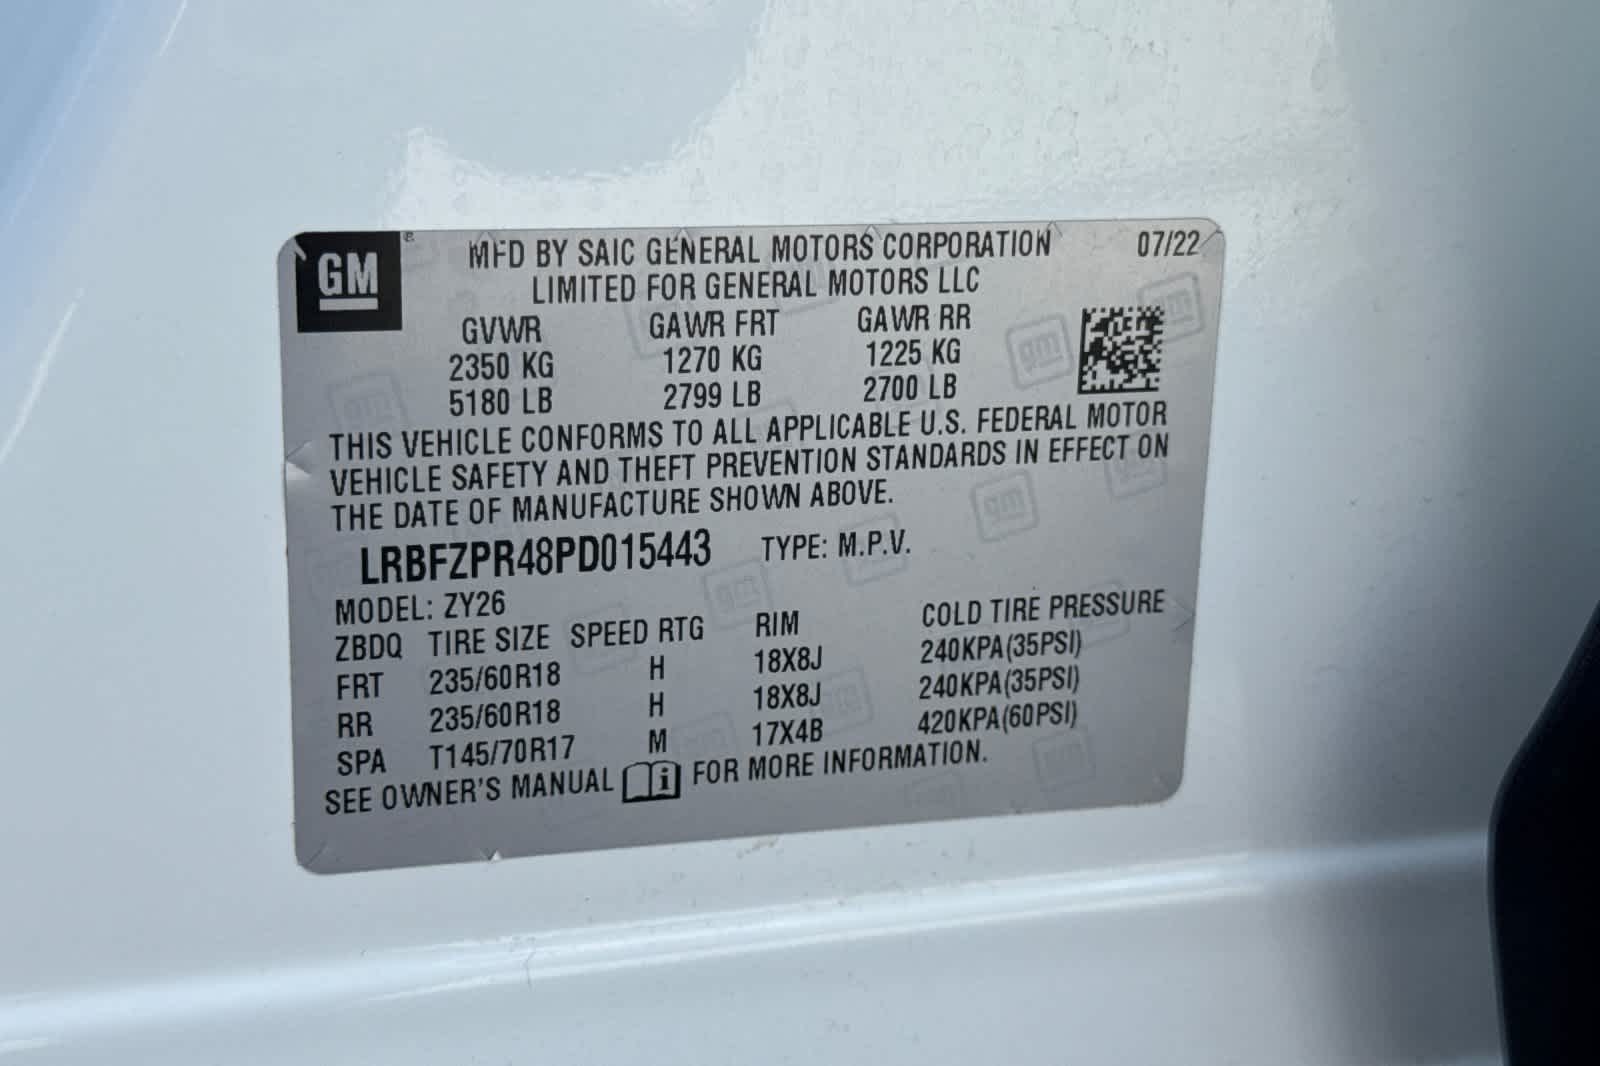 GM ® MFD BY SAIC GENERAL MOTORS CORPORATION 07/22
LIMITED FOR GENERAL MOTORS LLC
GVWR GAWR FRT GAWR RR
2350 KG 1270 KG 1225 KG
5180 LB 2799 LB 2700 LB
THIS VEHICLE CONFORMS TO ALL APPLICABLE U.S. FEDERAL MOTOR
VEHICLE SAFETY AND THEFT PREVENTION STANDARDS IN EFFECT ON
THE DATE OF MANUFACTURE SHOWN ABOVE.
LRBFZPR48PD015443 TYPE: M.P.V.
MODEL: ZY26
ZBDQ TIRE SIZE SPEED RTG RIM COLD TIRE PRESSURE
FRT 235/60R18 H 18X8J 240KPA(35PSI)
RR 235/60R18 H 18X8J 240KPA(35PSI)
SPA T145/70R17 M 17X4B 420KPA(60PSI)
SEE OWNER'S MANUAL i FOR MORE INFORMATION.